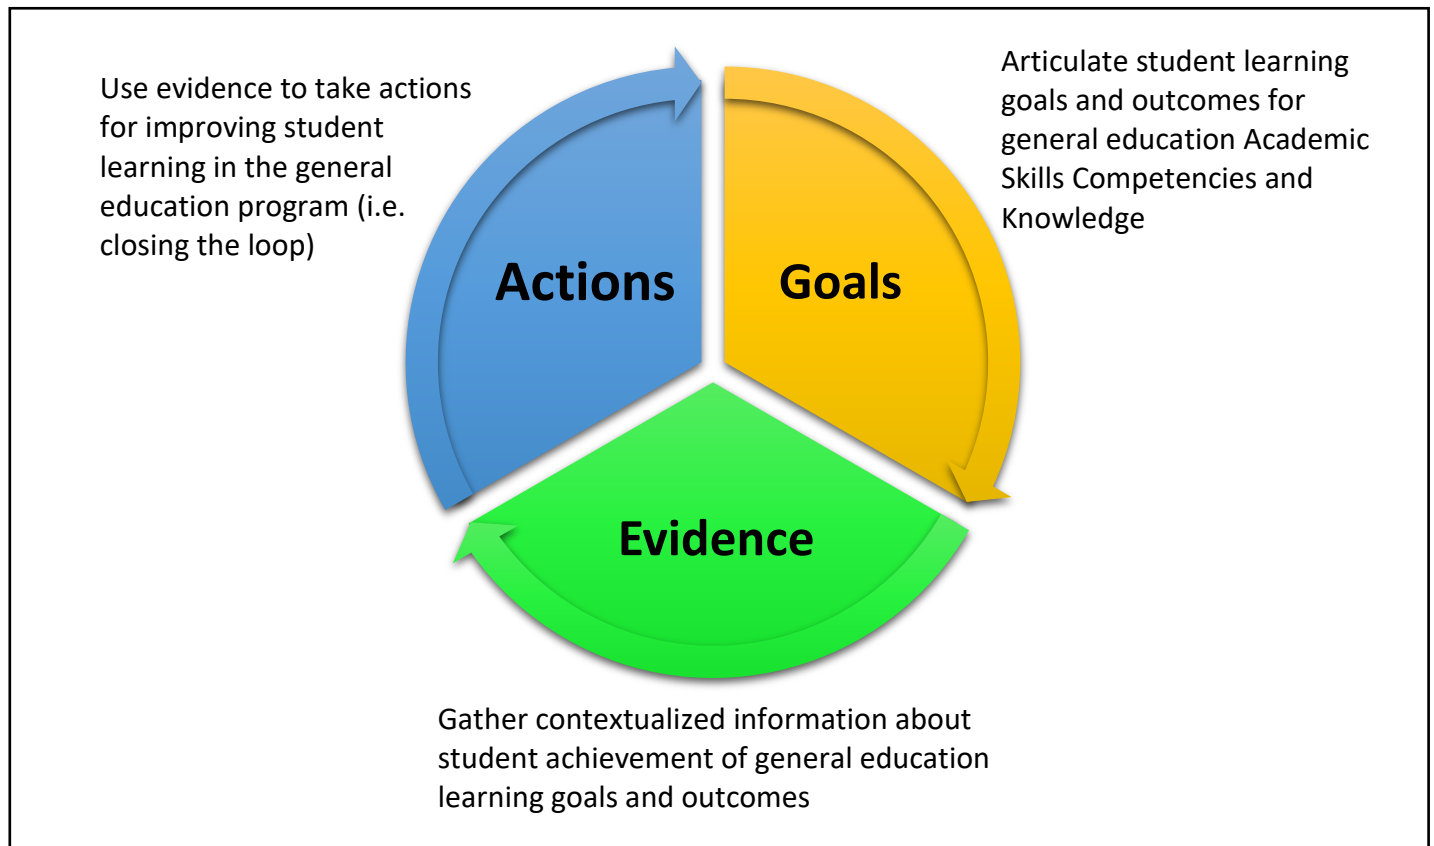 Use evidence to take actions
for improving student
learning in the general
education program (i.e.
closing the loop)
Articulate student learning
goals and outcomes for
general education Academic
Skills Competencies and
Knowledge
Actions
Goals
Evidence
Gather contextualized information about
student achievement of general education
learning goals and outcomes